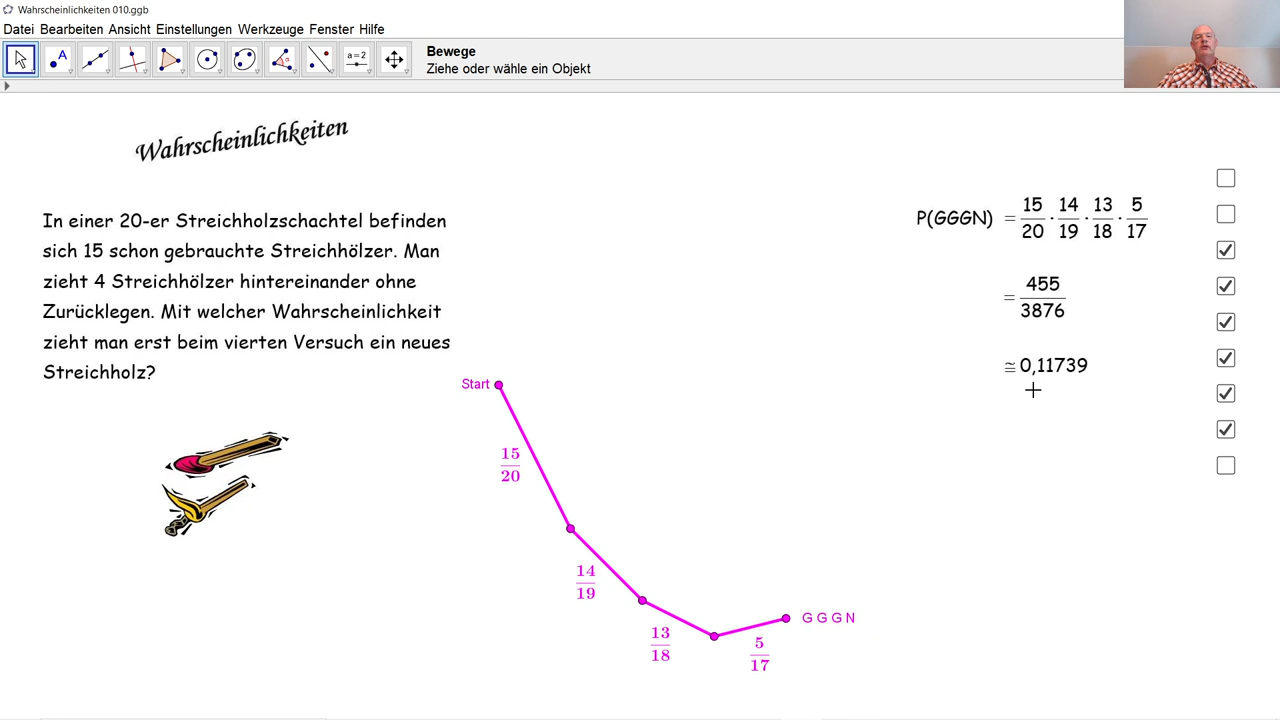 Wahrscheinlichkeiten 010.ggb
Datei Bearbeiten Ansicht Einstellungen Werkzeuge Fenster Hilfe
A
a=2
Bewege
Ziehe oder wähle ein Objekt
Wahrscheinlichkeiten
In einer 20-er Streichholzschachtel befinden
sich 15 schon gebrauchte Streichhölzer. Man
zieht 4 Streichhölzer hintereinander ohne
Zurücklegen. Mit welcher Wahrscheinlichkeit
zieht man erst beim vierten Versuch ein neues
Streichholz?
P(GGGN) = 15/20 · 14/19 · 13/18 · 5/17
= 455/3876
≅ 0,11739
Start
15/20
14/19
13/18
5/17
G G G N